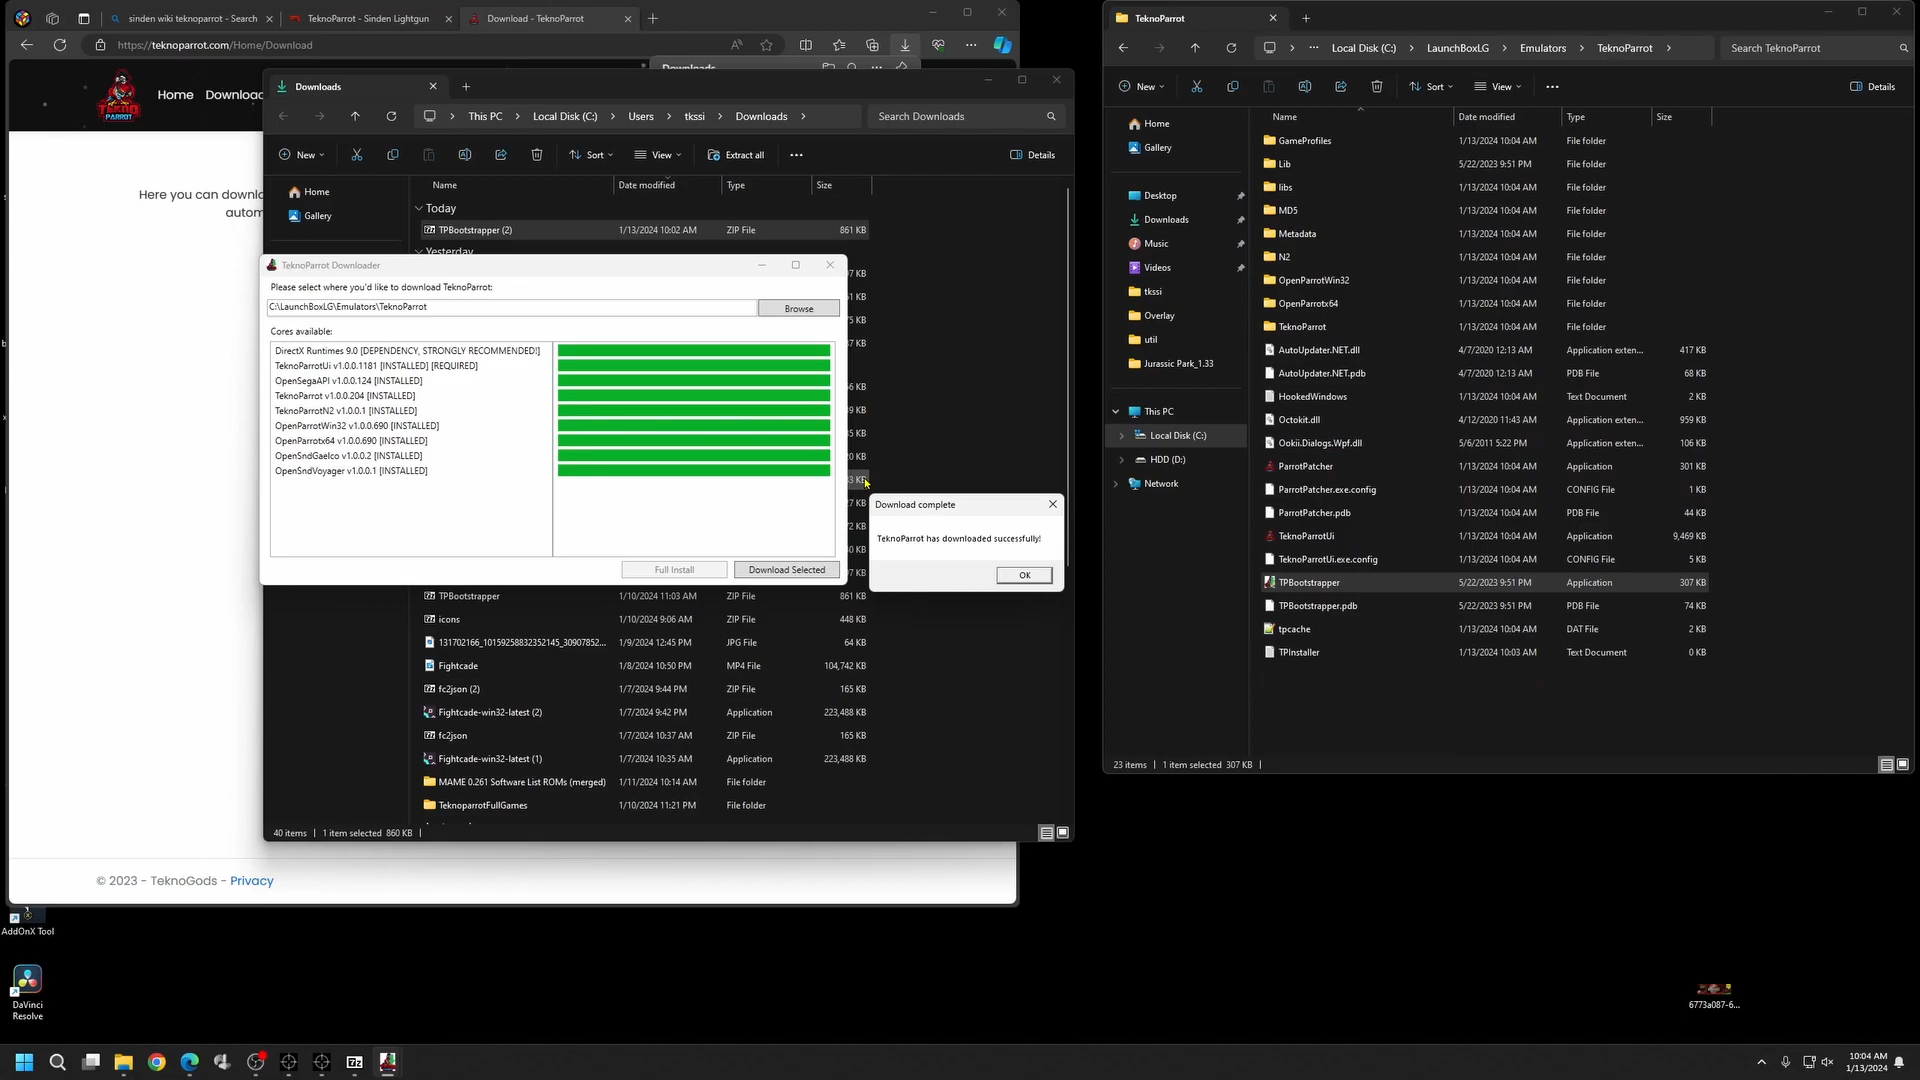 sinden wiki teknoparrot - Search
TeknoParrot - Sinden Lightgun
Download - TeknoParrot
https://teknoparrot.com/Home/Download
TEKNO
PARROT
Home
Here you can downlo
autom
© 2023 - TeknoGods - Privacy
Downloads
This PC
Local Disk (C:)
Users
tkssi
Downloads
Search Downloads
New
Sort
View
Extract all
Details
Home
Gallery
Name
Date modified
Type
Size
Today
TPBootstrapper (2) 1/13/2024 10:02 AM ZIP File 861 KB
Yesterday
TeknoParrot Downloader
Please select where you'd like to download TeknoParrot:
C:\LaunchBoxLG\Emulators\TeknoParrot
Browse
Cores available:
DirectX Runtimes 9.0 [DEPENDENCY, STRONGLY RECOMMENDED!]
TeknoParrotUi v1.0.0.1181 [INSTALLED] [REQUIRED]
OpenSegaAPI v1.0.0.124 [INSTALLED]
TeknoParrot v1.0.0.204 [INSTALLED]
TeknoParrotN2 v1.0.0.1 [INSTALLED]
OpenParrotWin32 v1.0.0.690 [INSTALLED]
OpenParrotx64 v1.0.0.690 [INSTALLED]
OpenSndGaelco v1.0.0.2 [INSTALLED]
OpenSndVoyager v1.0.0.1 [INSTALLED]
Full Install
Download Selected
Download complete
TeknoParrot has downloaded successfully!
OK
TPBootstrapper 1/10/2024 11:03 AM ZIP File 861 KB
icons 1/10/2024 9:06 AM ZIP File 448 KB
131702166_10159258832352145_30907852... 1/9/2024 12:45 PM JPG File 64 KB
Fightcade 1/8/2024 10:50 PM MP4 File 104,742 KB
fc2json (2) 1/7/2024 9:44 PM ZIP File 165 KB
Fightcade-win32-latest (2) 1/7/2024 9:42 PM Application 223,488 KB
fc2json 1/7/2024 10:37 AM ZIP File 165 KB
Fightcade-win32-latest (1) 1/7/2024 10:35 AM Application 223,488 KB
MAME 0.261 Software List ROMs (merged) 1/11/2024 10:14 AM File folder
TeknoparrotFullGames 1/10/2024 11:21 PM File folder
40 items 1 item selected 860 KB
TeknoParrot
Local Disk (C:)
LaunchBoxLG
Emulators
TeknoParrot
Search TeknoParrot
New
Sort
View
Details
Home
Gallery
Desktop
Downloads
Music
Videos
tkssi
Overlay
util
Jurassic Park_1.33
This PC
Local Disk (C:)
HDD (D:)
Network
Name Date modified Type Size
GameProfiles 1/13/2024 10:04 AM File folder
Lib 5/22/2023 9:51 PM File folder
libs 1/13/2024 10:04 AM File folder
MD5 1/13/2024 10:04 AM File folder
Metadata 1/13/2024 10:04 AM File folder
N2 1/13/2024 10:04 AM File folder
OpenParrotWin32 1/13/2024 10:04 AM File folder
OpenParrotx64 1/13/2024 10:04 AM File folder
TeknoParrot 1/13/2024 10:04 AM File folder
AutoUpdater.NET.dll 4/7/2020 12:13 AM Application exten... 417 KB
AutoUpdater.NET.pdb 4/7/2020 12:13 AM PDB File 68 KB
HookedWindows 1/13/2024 10:04 AM Text Document 2 KB
Octokit.dll 4/12/2020 11:43 AM Application exten... 959 KB
Ookii.Dialogs.Wpf.dll 5/6/2011 5:22 PM Application exten... 106 KB
ParrotPatcher 1/13/2024 10:04 AM Application 301 KB
ParrotPatcher.exe.config 1/13/2024 10:04 AM CONFIG File 1 KB
ParrotPatcher.pdb 1/13/2024 10:04 AM PDB File 44 KB
TeknoParrotUi 1/13/2024 10:04 AM Application 9,469 KB
TeknoParrotUi.exe.config 1/13/2024 10:04 AM CONFIG File 5 KB
TPBootstrapper 5/22/2023 9:51 PM Application 307 KB
TPBootstrapper.pdb 5/22/2023 9:51 PM PDB File 74 KB
tpcache 1/13/2024 10:04 AM DAT File 2 KB
TPInstaller 1/13/2024 10:03 AM Text Document 0 KB
23 items 1 item selected 307 KB
AddOnX Tool
DaVinci
Resolve
6773a087-6...
10:04 AM
1/13/2024